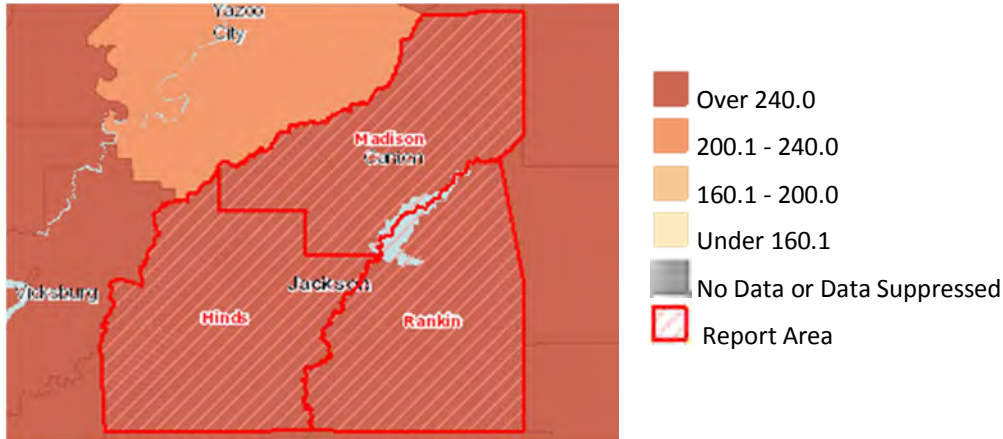 Yazoo
City
Madison
Canton
Jackson
Vicksburg
Hinds
Rankin
Over 240.0
200.1 - 240.0
160.1 - 200.0
Under 160.1
No Data or Data Suppressed
Report Area